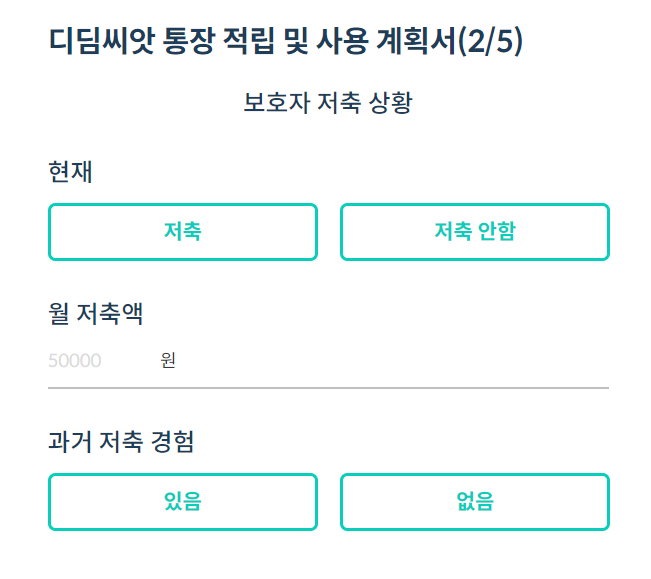 디딤씨앗 통장 적립 및 사용 계획서(2/5)
보호자 저축 상황
현재
저축 저축 안함
월 저축액
50000 원
과거 저축 경험
있음 없음